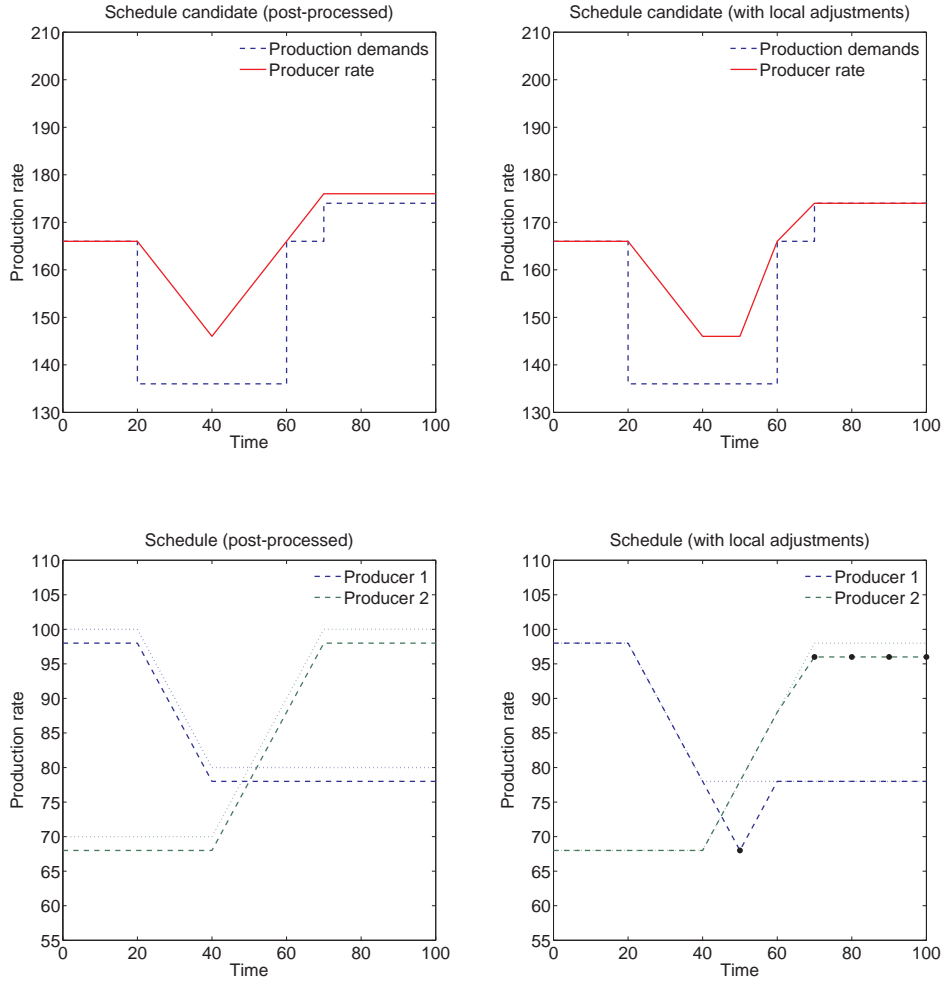 Schedule candidate (post-processed)
210
200
190
180
170
160
150
140
130
Production rate
Production demands
Producer rate
0 20 40 60 80 100
Time
Schedule candidate (with local adjustments)
210
200
190
180
170
160
150
140
130
Production rate
Production demands
Producer rate
0 20 40 60 80 100
Time
Schedule (post-processed)
110
105
100
95
90
85
80
75
70
65
60
55
Production rate
Producer 1
Producer 2
0 20 40 60 80 100
Time
Schedule (with local adjustments)
110
105
100
95
90
85
80
75
70
65
60
55
Production rate
Producer 1
Producer 2
0 20 40 60 80 100
Time